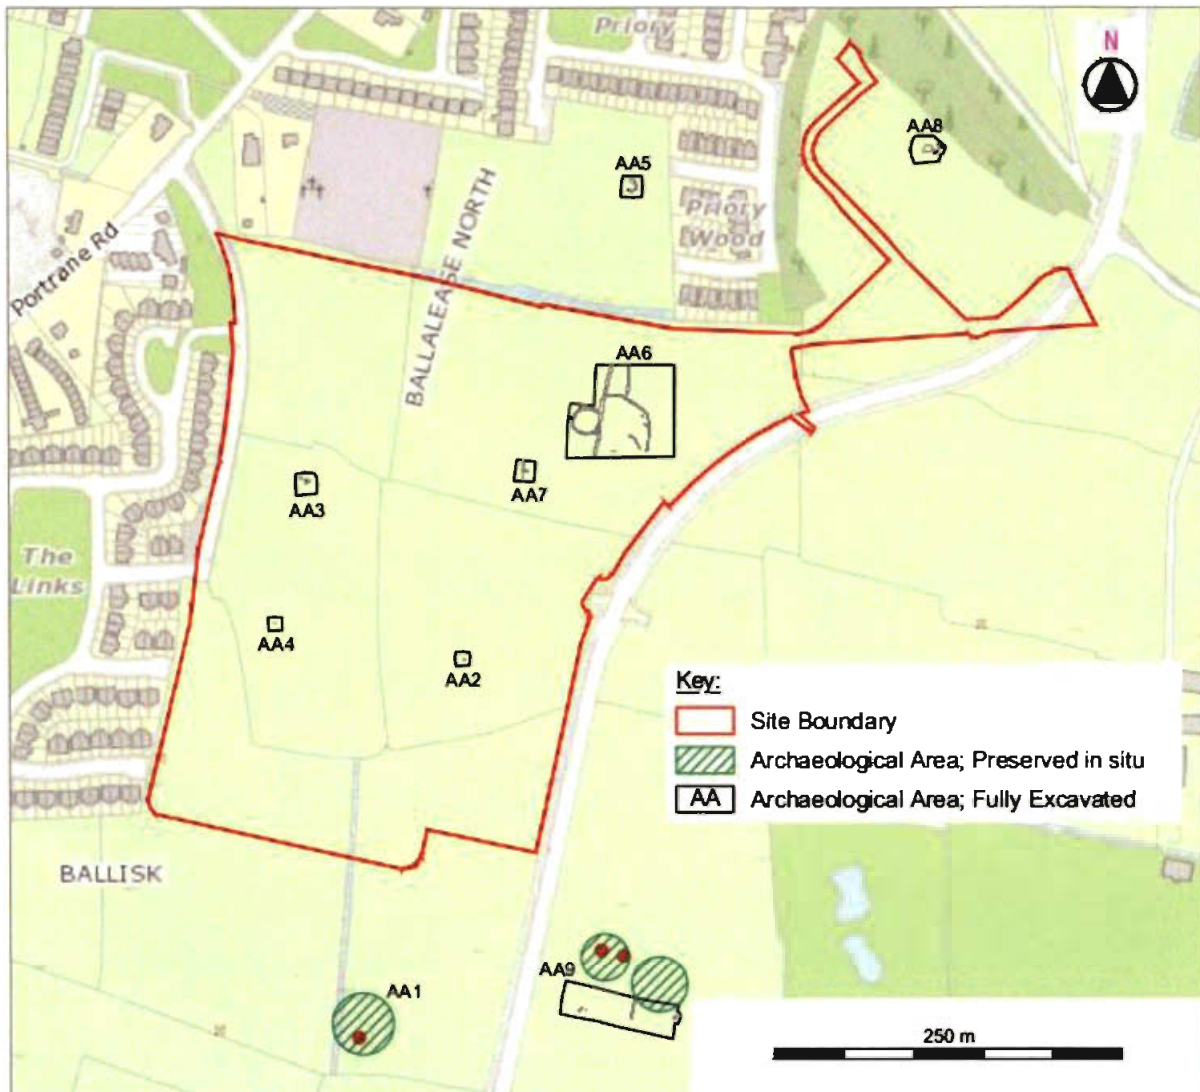 Priory
N
AA8
AA5
Priory
Wood
BALLALEASE NORTH
Portrane Rd
AA6
AA7
AA3
The
Links
AA4
AA2
Key:
Site Boundary
Archaeological Area; Preserved in situ
AA Archaeological Area; Fully Excavated
BALLISK
AA9
AA1
250 m